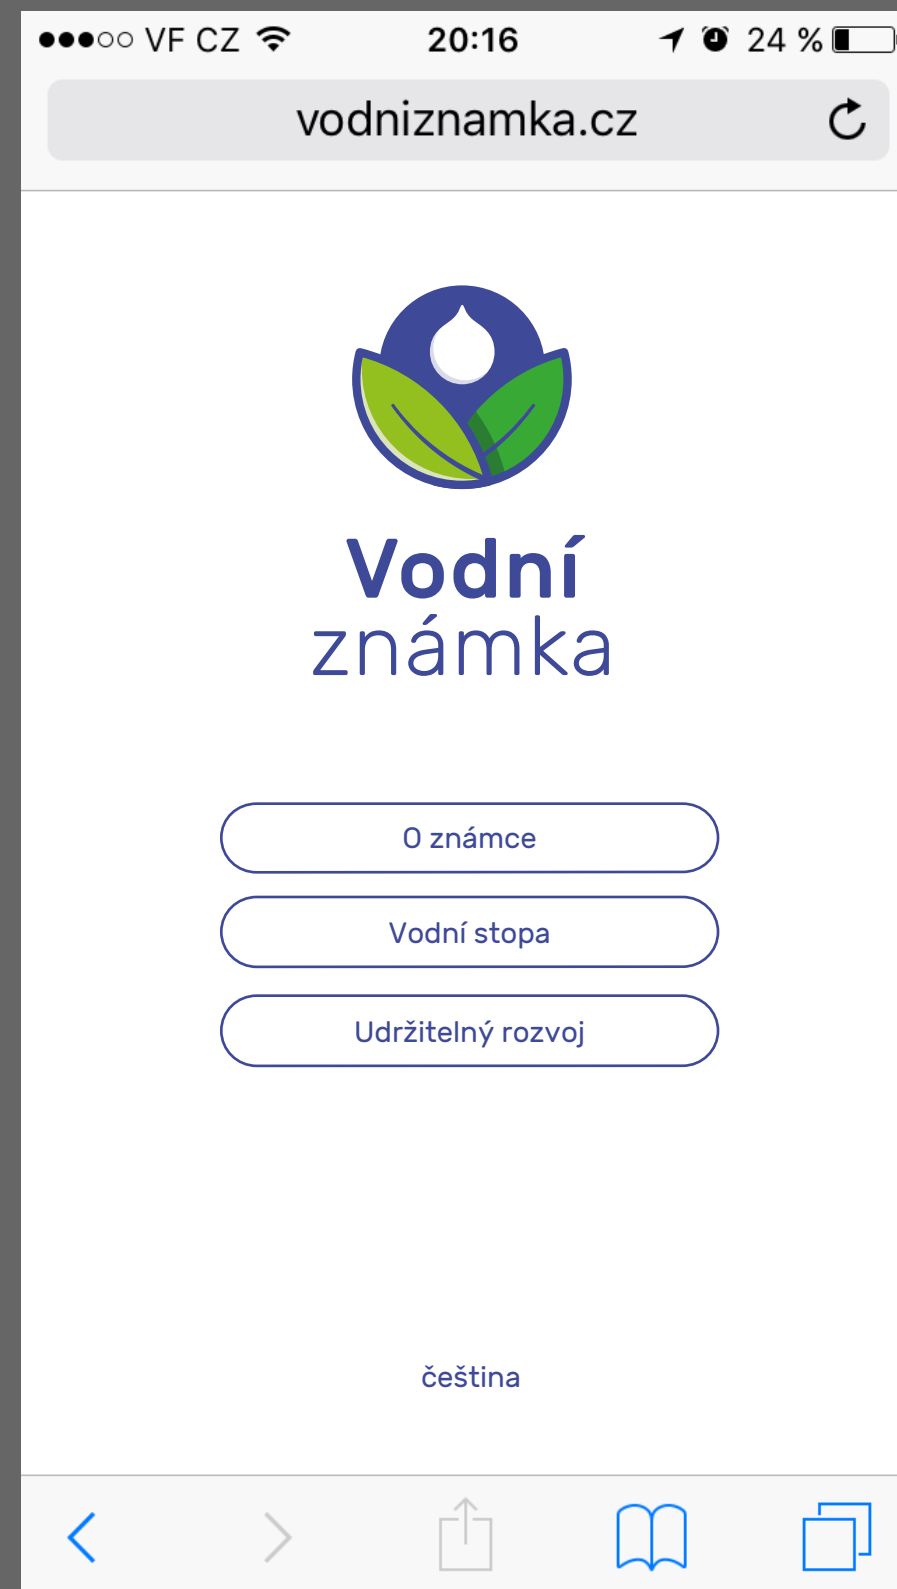 VF CZ 20:16 24 %
vodniznamka.cz
Vodní
známka
O známce
Vodní stopa
Udržitelný rozvoj
čeština